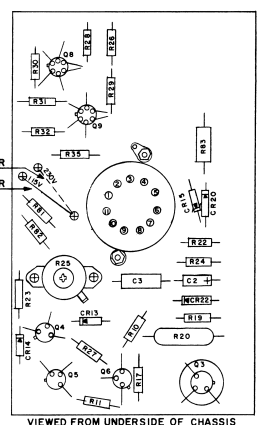 R28
R26
Q8
R30
R29
R31
Q9
R32
R83
R35
R
230V
115V
R
3
4
2
5
1
6
11
7
10
9
8
CR15
CR20
R81
R82
R22
R25
R24
C3
C2 +
R23
CR22
CR13
R19
R10
Q4
R20
CR14
R27
Q6
Q3
Q5
R17
R11
VIEWED FROM UNDERSIDE OF CHASSIS